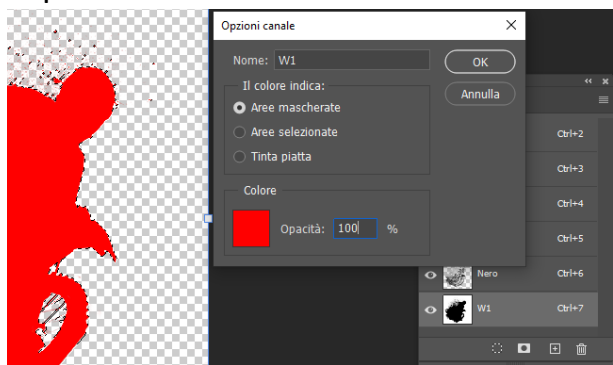 Opzioni canale
Nome: W1
OK
Annulla
Il colore indica:
Aree mascherate
Aree selezionate
Tinta piatta
Colore
Opacità: 100 %
Ctrl+2
Ctrl+3
Ctrl+4
Ctrl+5
Nero Ctrl+6
W1 Ctrl+7